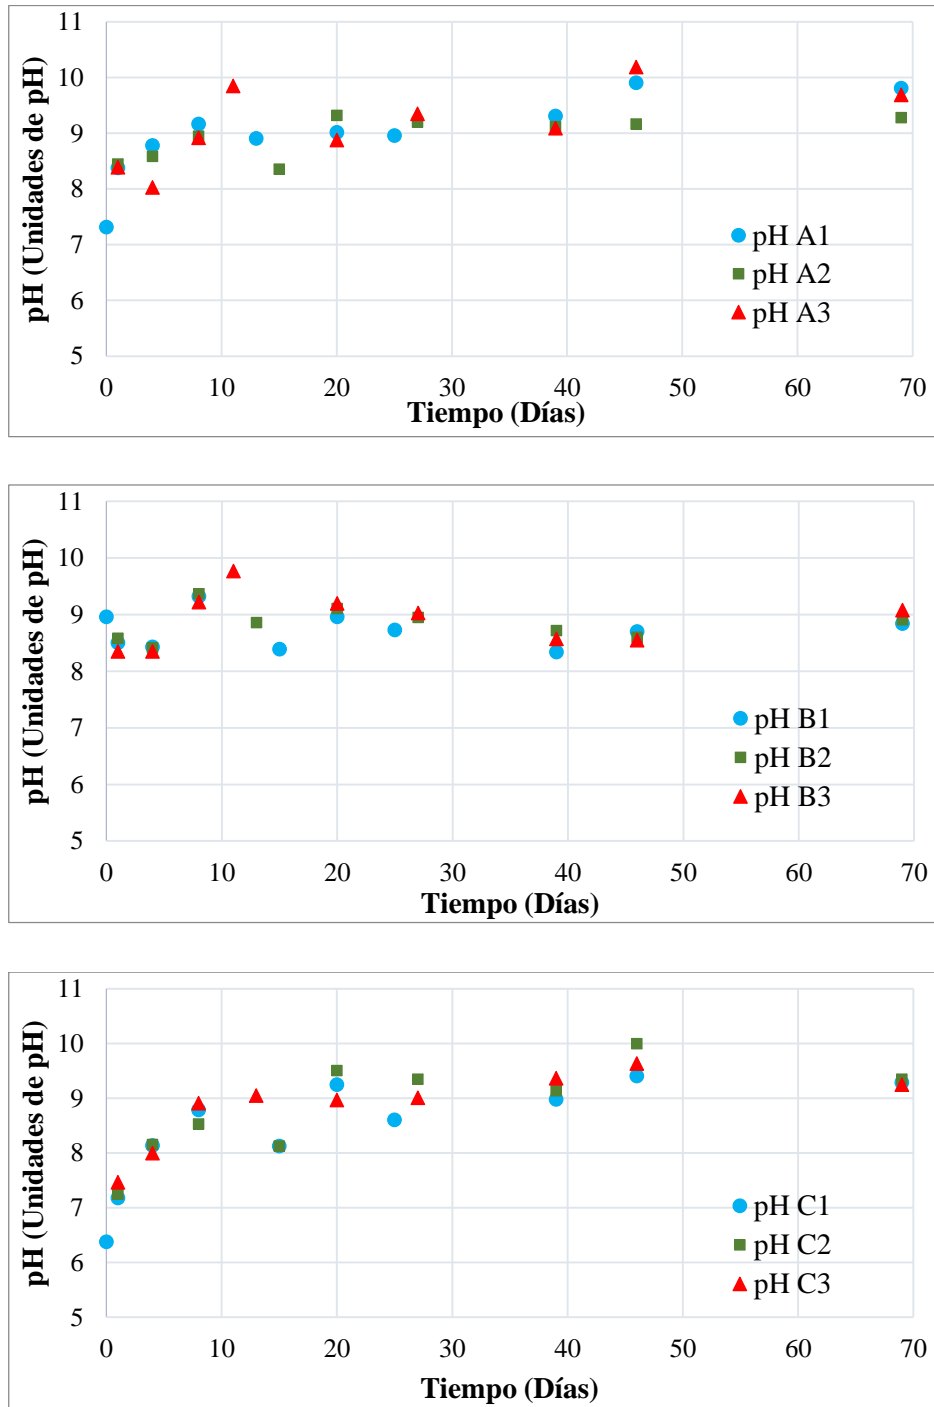 pH (Unidades de pH)
11
10
9
8
7
6
5
pH A1
pH A2
pH A3
0 10 20 30 40 50 60 70
Tiempo (Días)
pH (Unidades de pH)
11
10
9
8
7
6
5
pH B1
pH B2
pH B3
0 10 20 30 40 50 60 70
Tiempo (Días)
pH (Unidades de pH)
11
10
9
8
7
6
5
pH C1
pH C2
pH C3
0 10 20 30 40 50 60 70
Tiempo (Días)